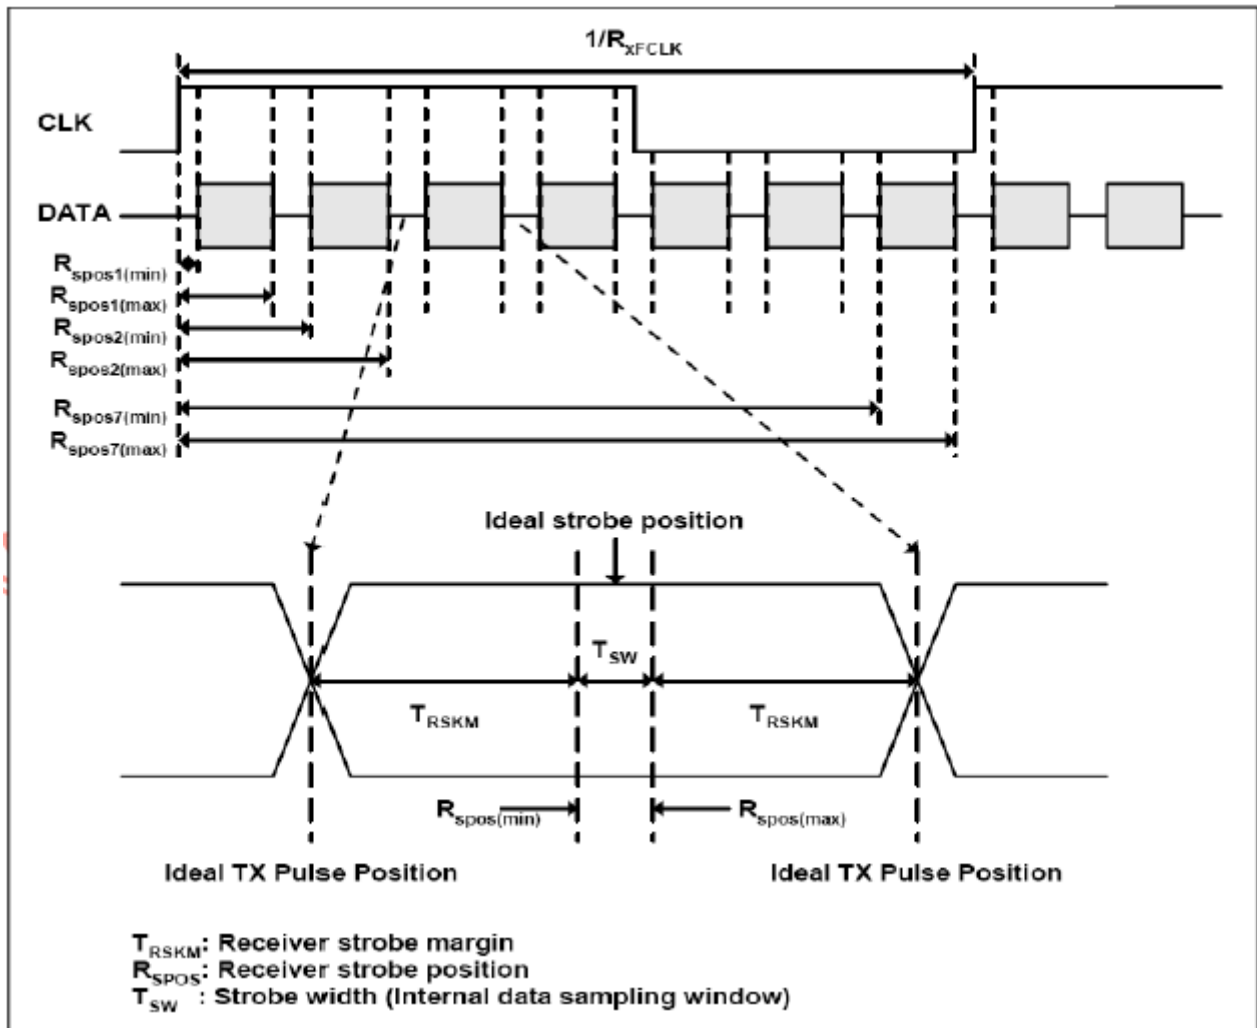 1/RxFCLK
CLK
DATA
Rspos1(min)
Rspos1(max)
Rspos2(min)
Rspos2(max)
Rspos7(min)
Rspos7(max)
Ideal strobe position
TSW
TRSKM TRSKM
Rspos(min) Rspos(max)
Ideal TX Pulse Position Ideal TX Pulse Position
TRSKM: Receiver strobe margin
RSPOS: Receiver strobe position
TSW : Strobe width (Internal data sampling window)